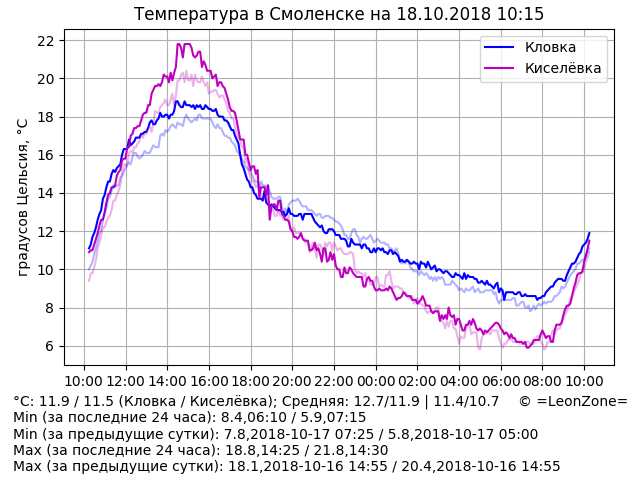 Температура в Смоленске на 18.10.2018 10:15
градусов Цельсия, °C
22
20
18
16
14
12
10
8
6
Кловка
Киселёвка
10:00 12:00 14:00 16:00 18:00 20:00 22:00 00:00 02:00 04:00 06:00 08:00 10:00
°C: 11.9 / 11.5 (Кловка / Киселёвка); Средняя: 12.7/11.9 | 11.4/10.7 © =LeonZone=
Min (за последние 24 часа): 8.4,06:10 / 5.9,07:15
Min (за предыдущие сутки): 7.8,2018-10-17 07:25 / 5.8,2018-10-17 05:00
Max (за последние 24 часа): 18.8,14:25 / 21.8,14:30
Max (за предыдущие сутки): 18.1,2018-10-16 14:55 / 20.4,2018-10-16 14:55